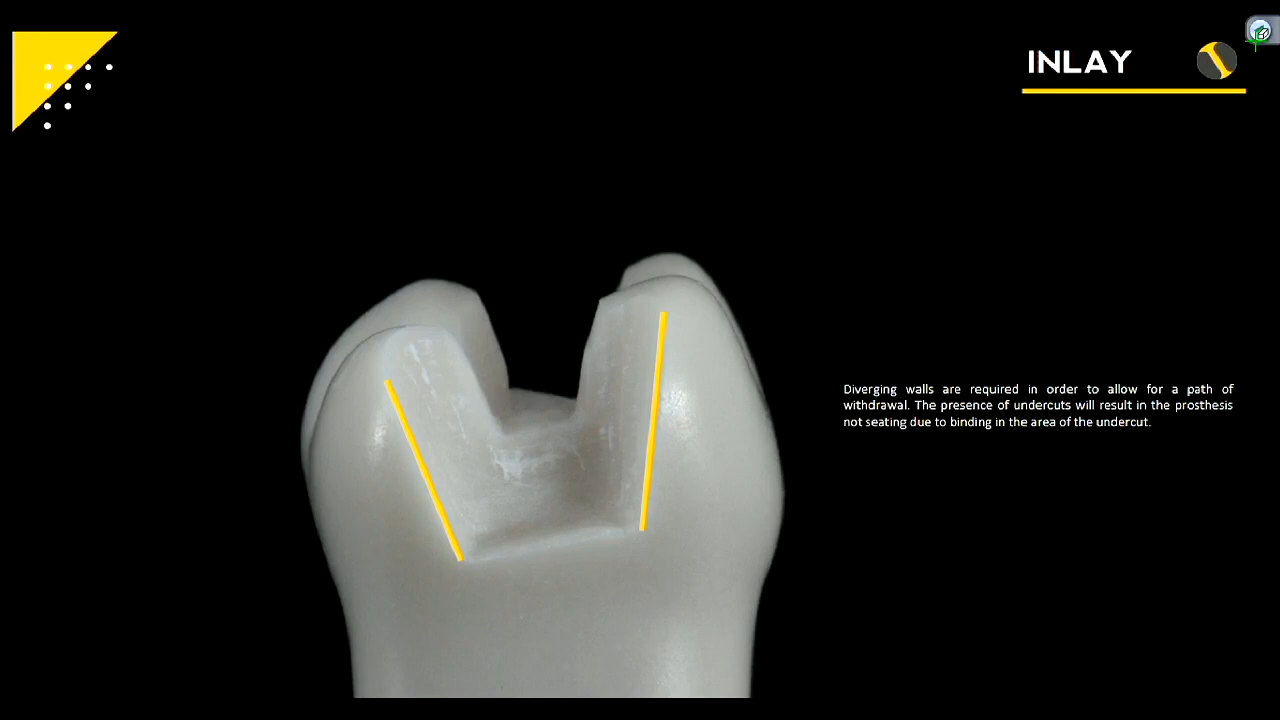 INLAY
Diverging walls are required in order to allow for a path of
withdrawal. The presence of undercuts will result in the prosthesis
not seating due to binding in the area of the undercut.